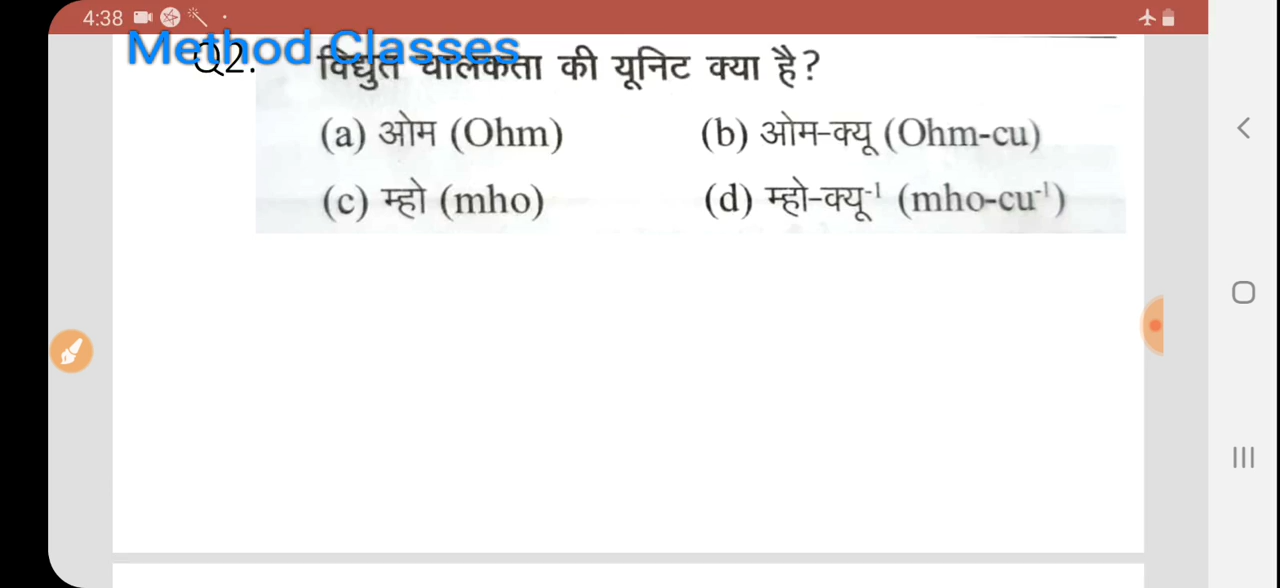 4:38
Method Classes
Q2. विद्युत चालकता की यूनिट क्या है?
(a) ओम (Ohm) (b) ओम-क्यू (Ohm-cu)
(c) म्हो (mho) (d) म्हो-क्यू⁻¹ (mho-cu⁻¹)